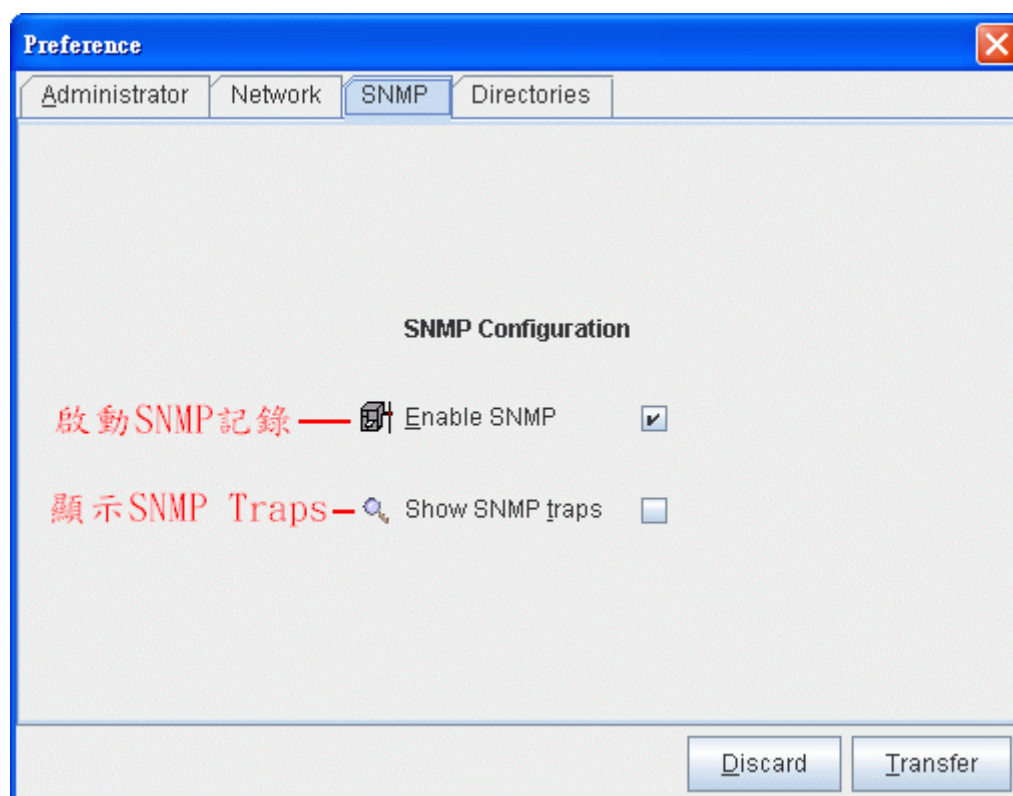 Preference
Administrator Network SNMP Directories
SNMP Configuration
啟動SNMP記錄 Enable SNMP
顯示SNMP Traps Show SNMP traps
Discard Transfer